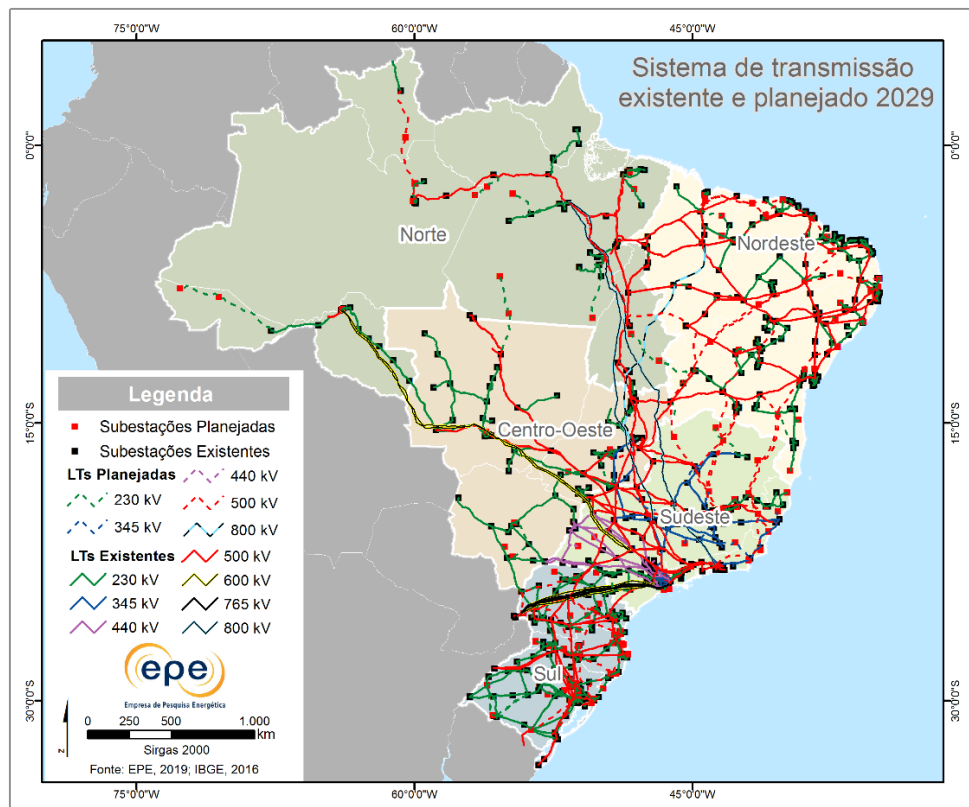 75°0'0"W
60°0'0"W
45°0'0"W
Sistema de transmissão
existente e planejado 2029
0°0'0"
0°0'0"
Norte
Nordeste
Legenda
Subestações Planejadas
Subestações Existentes
LTs Planejadas
440 kV
230 kV
500 kV
345 kV
800 kV
LTs Existentes
500 kV
230 kV
600 kV
345 kV
765 kV
440 kV
800 kV
15°0'0"S
Centro-Oeste
15°0'0"S
Sudeste
Sul
epe
Empresa de Pesquisa Energética
30°0'0"S
30°0'0"S
0 250 500 1.000
km
Sirgas 2000
Z
Fonte: EPE, 2019; IBGE, 2016
75°0'0"W
60°0'0"W
45°0'0"W